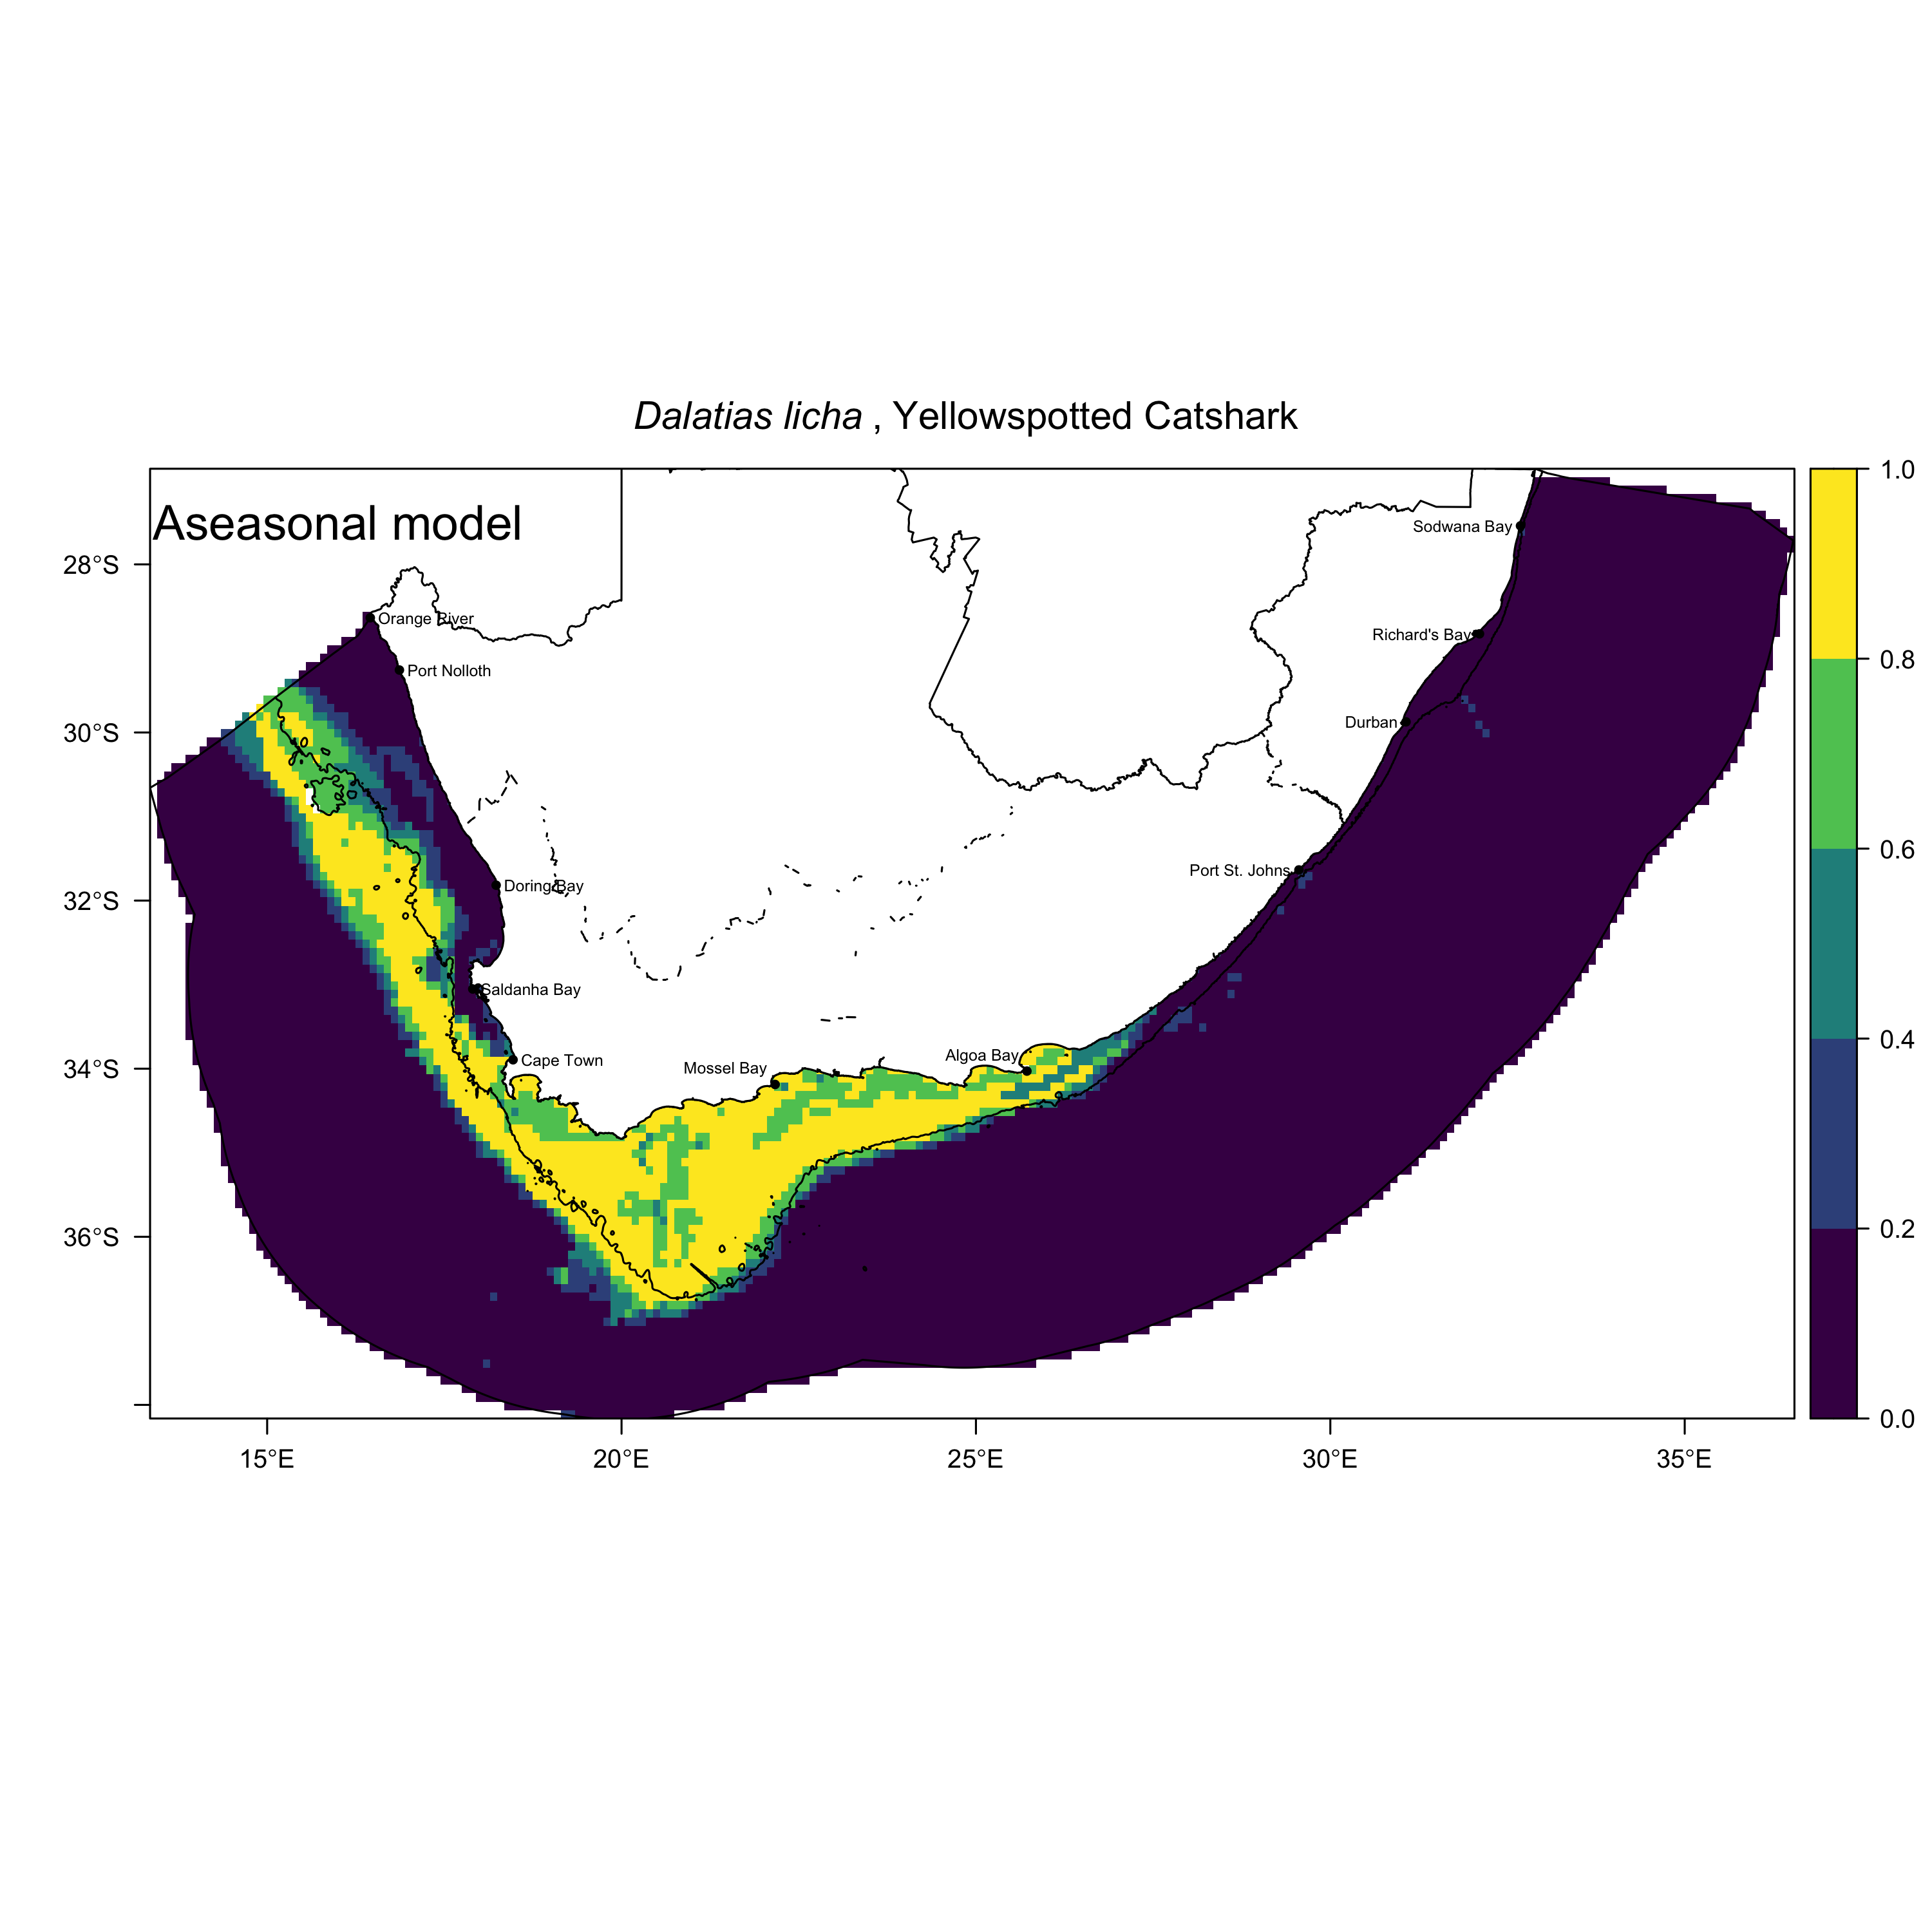 Dalatias licha , Yellowspotted Catshark
Aseasonal model
Sodwana Bay
Orange River
Richard's Bay
Port Nolloth
Durban
Port St. Johns
Doring Bay
Saldanha Bay
Cape Town
Algoa Bay
Mossel Bay
28°S
30°S
32°S
34°S
36°S
15°E
20°E
25°E
30°E
35°E
1.0
0.8
0.6
0.4
0.2
0.0